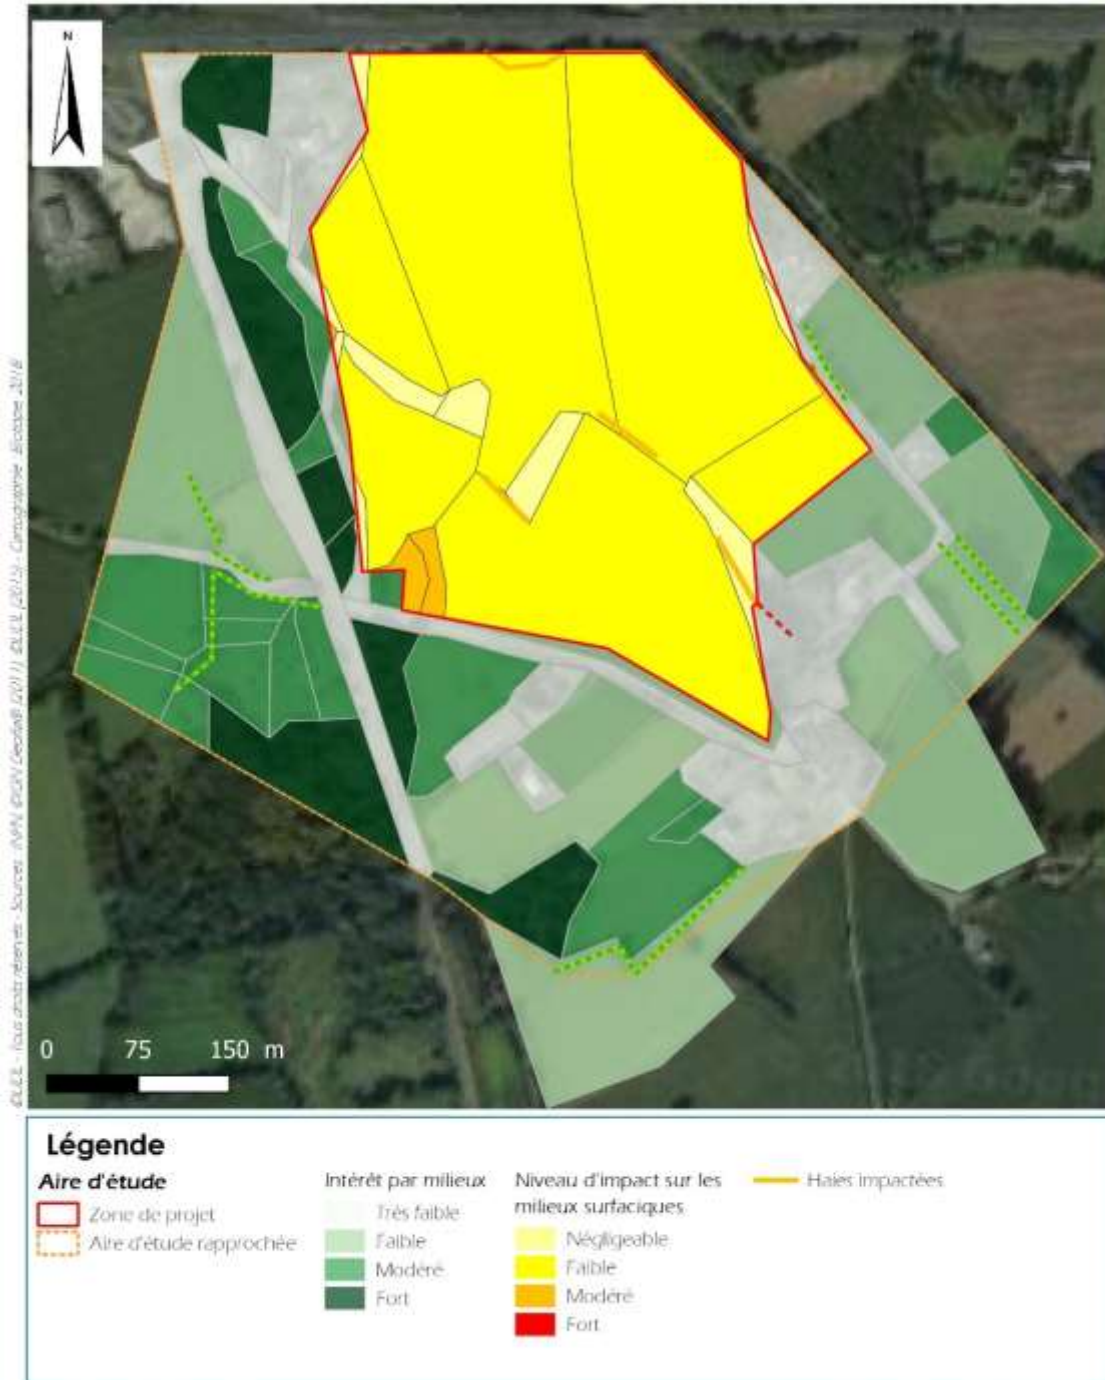 N
0 75 150 m
Légende
Aire d'étude
Zone de projet
Aire d'étude rapprochée
Intérêt par milieux
Très faible
Faible
Modéré
Fort
Niveau d'impact sur les
milieux surfaciques
Négligeable
Faible
Modéré
Fort
Haies impactées